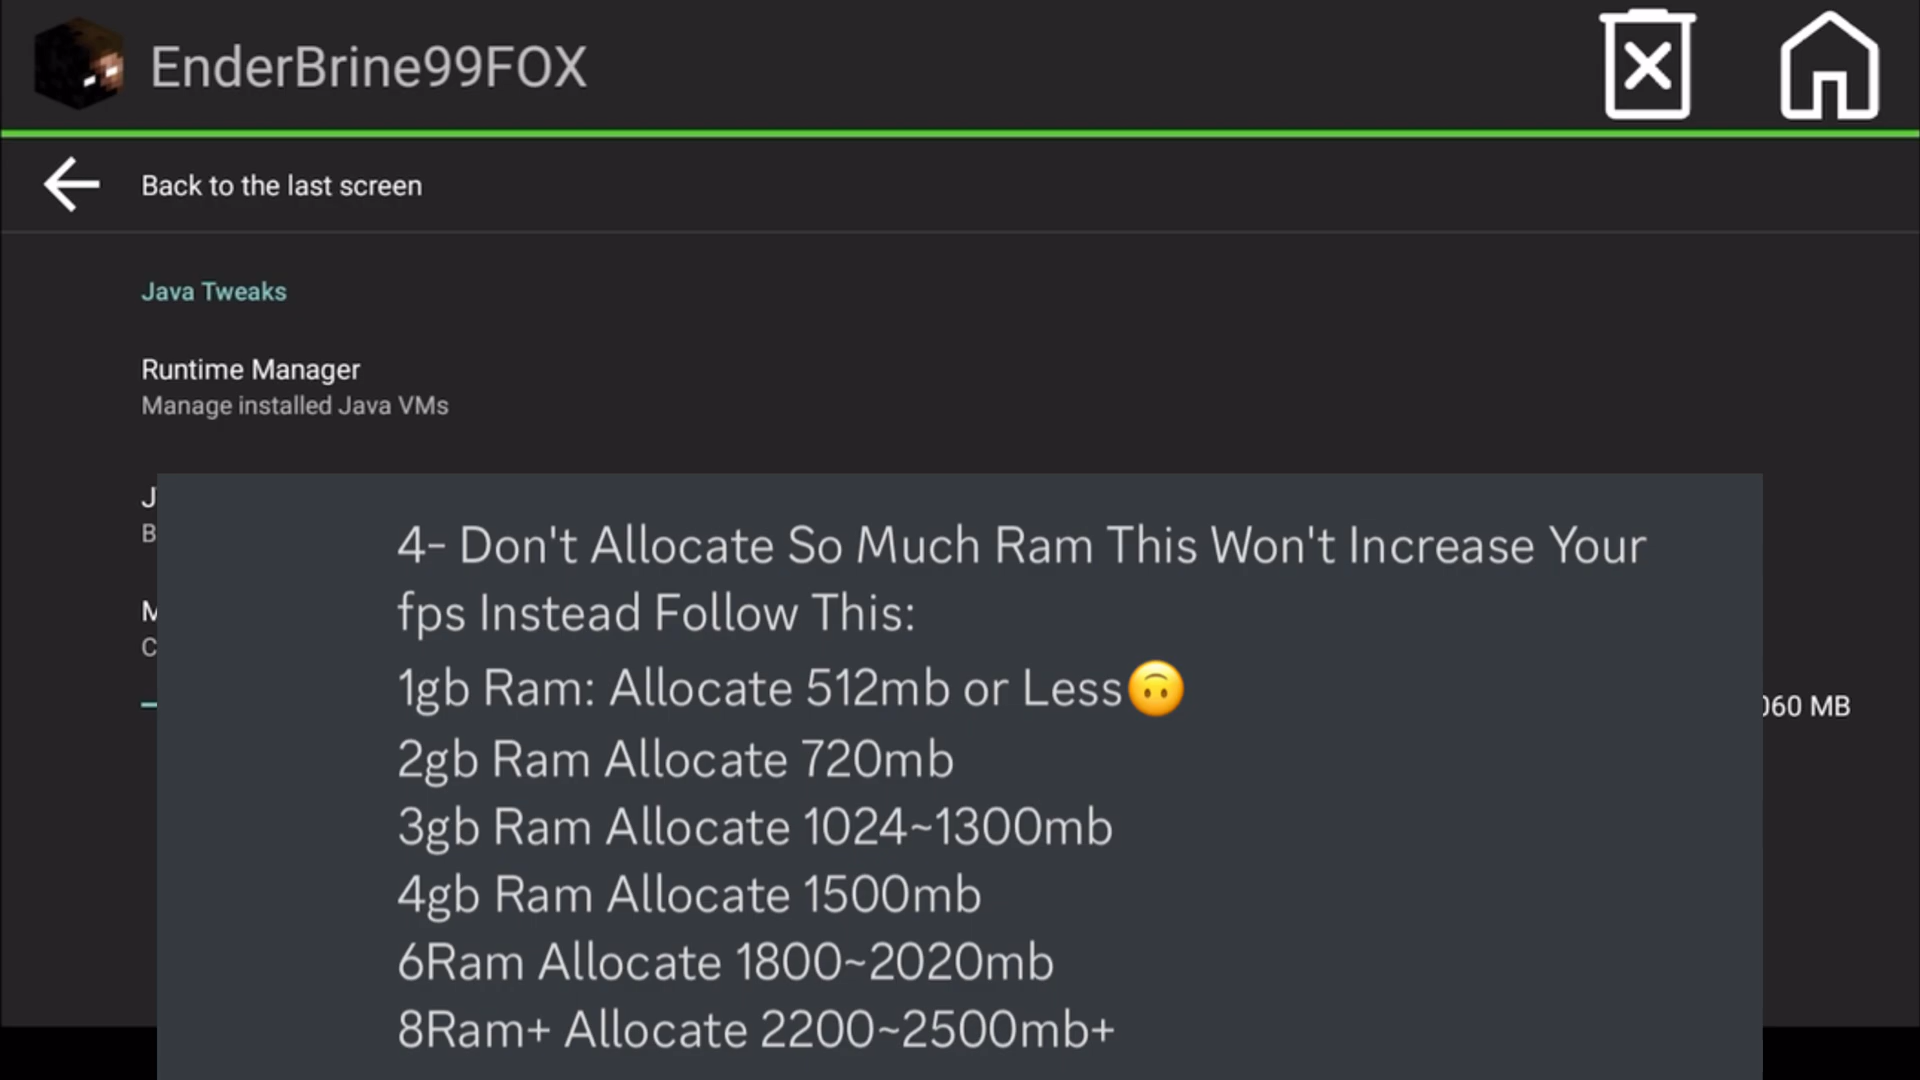 EnderBrine99FOX
Back to the last screen
Java Tweaks
Runtime Manager
Manage installed Java VMs
4- Don't Allocate So Much Ram This Won't Increase Your
fps Instead Follow This:
1gb Ram: Allocate 512mb or Less🙃
2gb Ram Allocate 720mb
3gb Ram Allocate 1024~1300mb
4gb Ram Allocate 1500mb
6Ram Allocate 1800~2020mb
8Ram+ Allocate 2200~2500mb+
060 MB